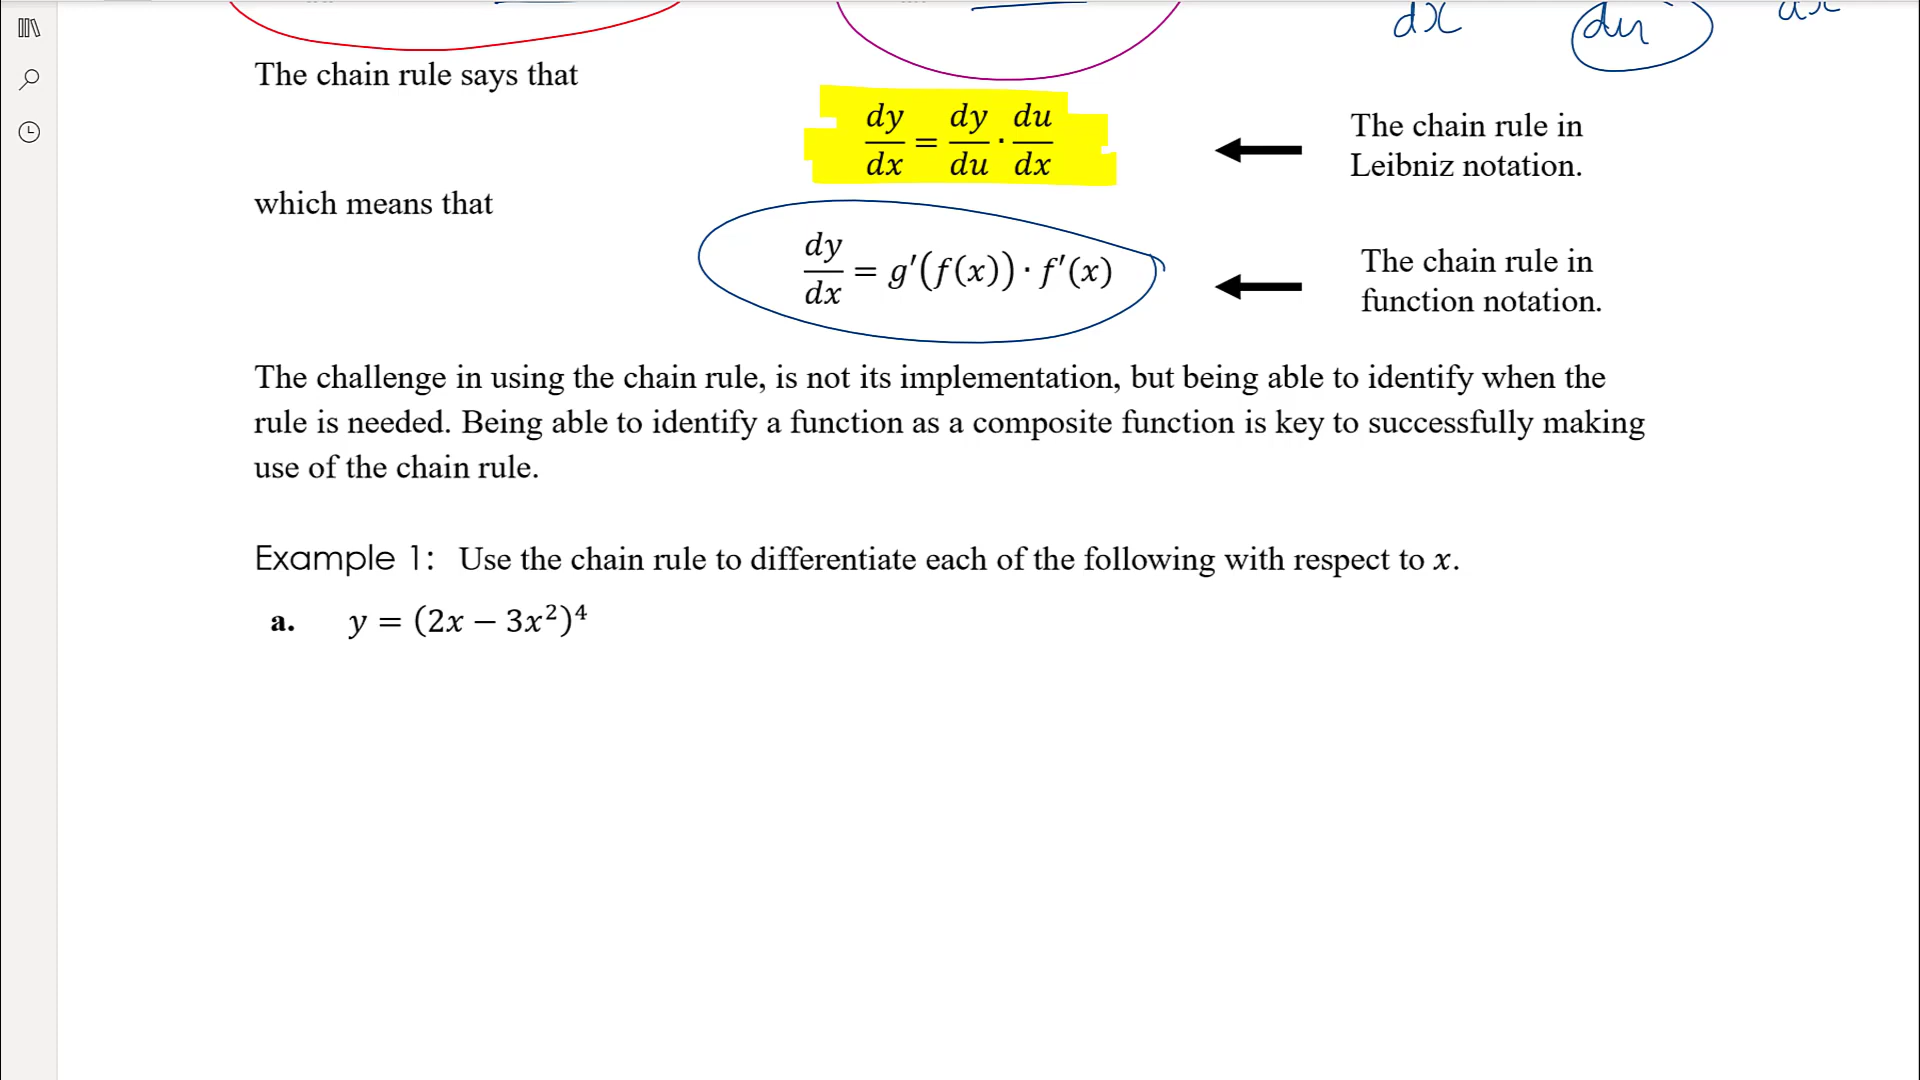 dx du dx
The chain rule says that
dy/dx = dy/du · du/dx
The chain rule in
Leibniz notation.
which means that
dy/dx = g′(f(x)) · f′(x)
The chain rule in
function notation.
The challenge in using the chain rule, is not its implementation, but being able to identify when the
rule is needed. Being able to identify a function as a composite function is key to successfully making
use of the chain rule.
Example 1: Use the chain rule to differentiate each of the following with respect to x.
a. y = (2x − 3x²)⁴